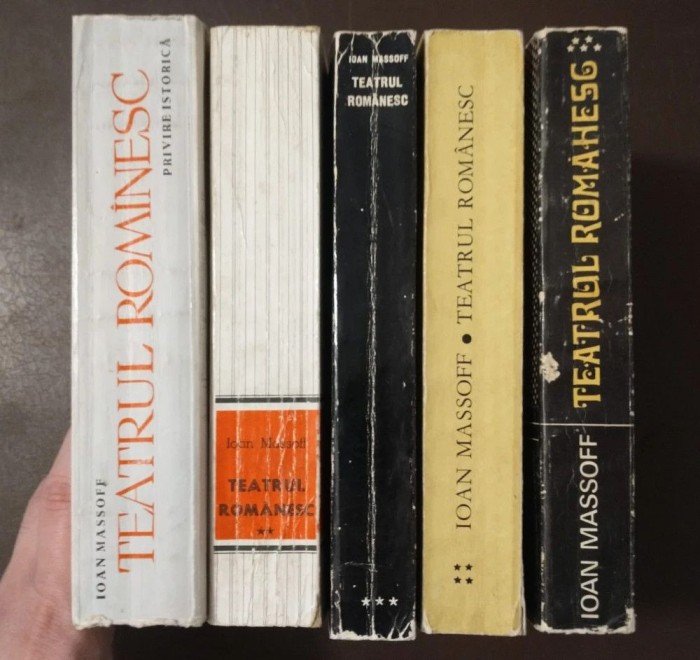 IOAN MASSOFF
TEATRUL ROMÎNESC
PRIVIRE ISTORICĂ
Ioan Massoff
TEATRUL
ROMANESC
★★
IOAN MASSOFF
TEATRUL
ROMÂNESC
★★★
IOAN MASSOFF • TEATRUL ROMÂNESC
★★★★
IOAN MASSOFF
TEATRUL ROMÂNESC
★★★★★